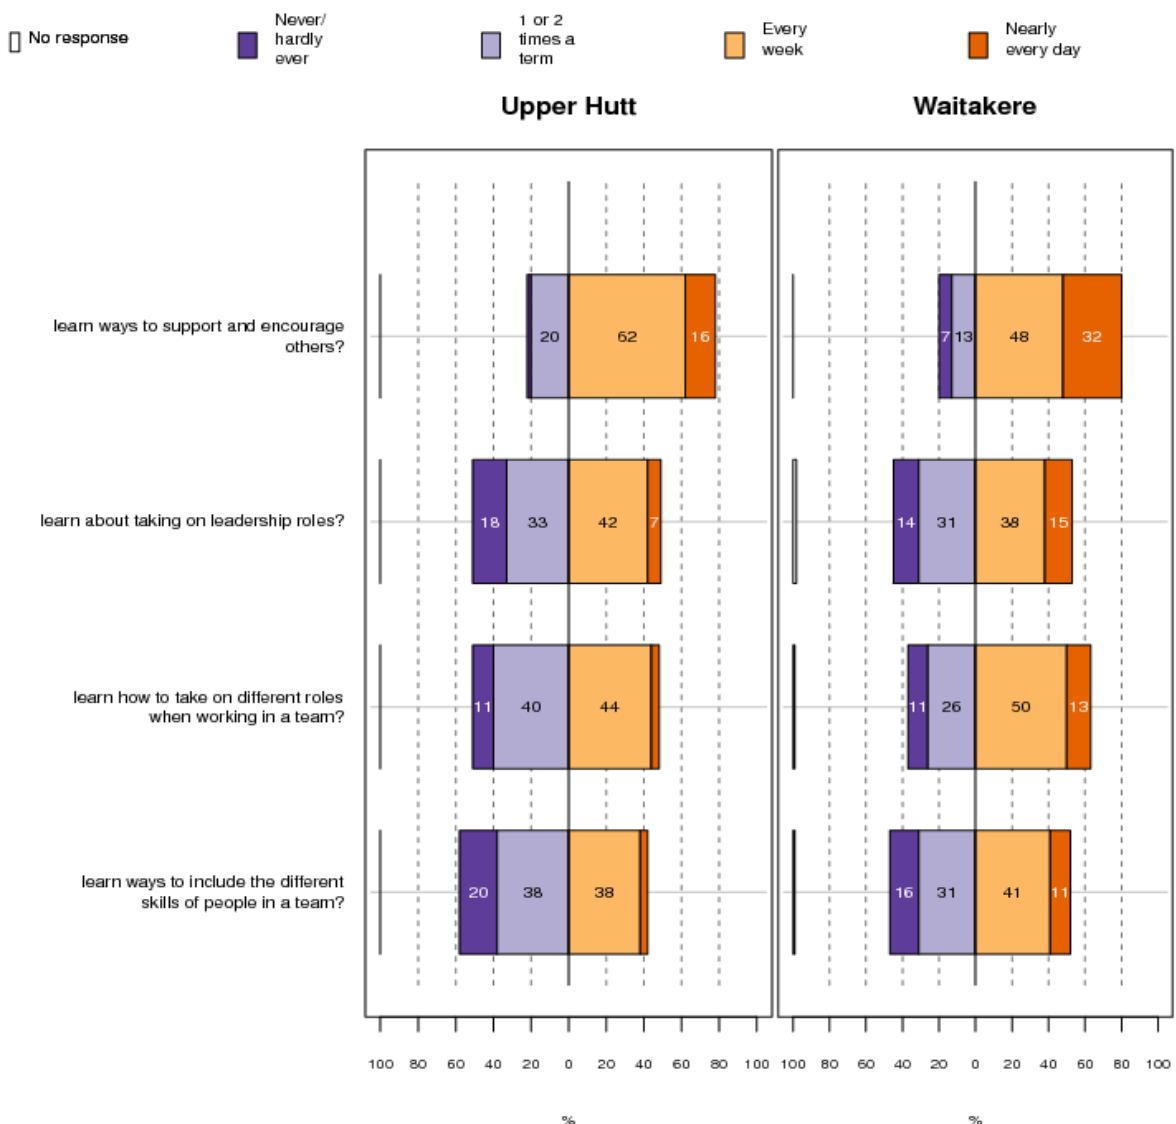 No response
Never/
hardly
ever
1 or 2
times a
term
Every
week
Nearly
every day
Upper Hutt
Waitakere
learn ways to support and encourage
others?
20 62 16
7 13 48 32
learn about taking on leadership roles?
18 33 42 7
14 31 38 15
learn how to take on different roles
when working in a team?
11 40 44
11 26 50 13
learn ways to include the different
skills of people in a team?
20 38 38
16 31 41 11
100 80 60 40 20 0 20 40 60 80 100
100 80 60 40 20 0 20 40 60 80 100
%
%